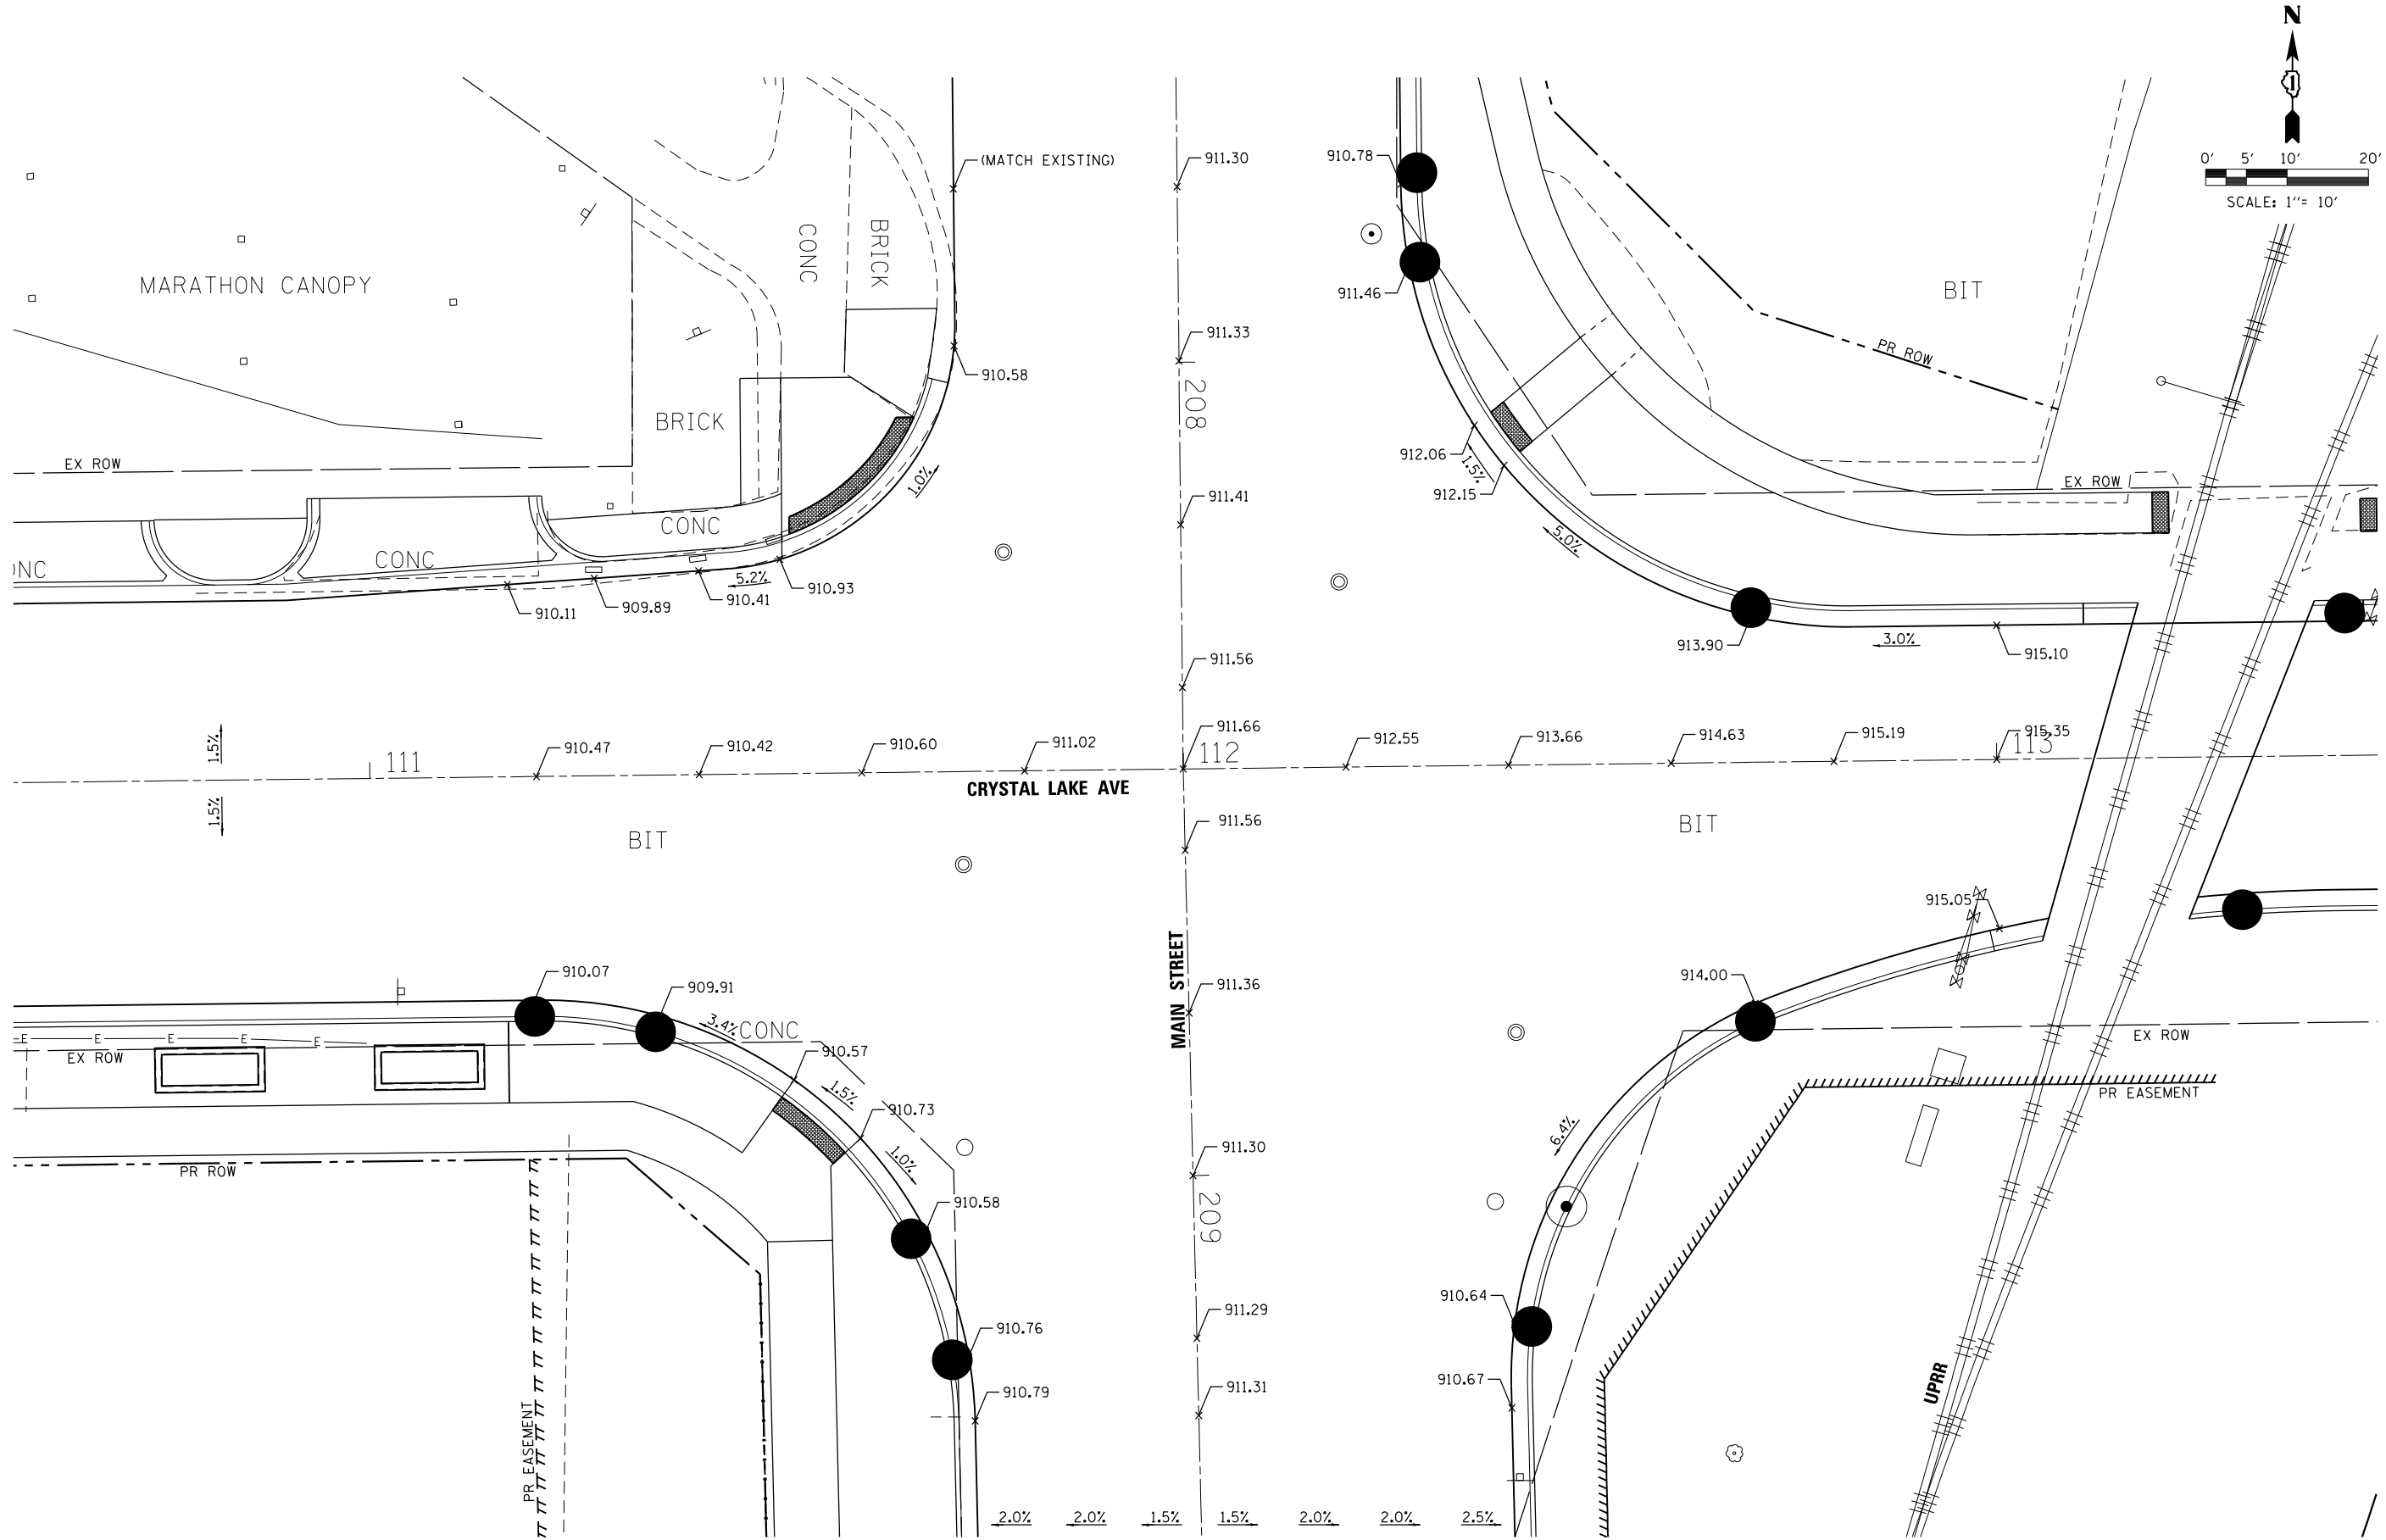 N
0' 5' 10' 20'
SCALE: 1"= 10'
(MATCH EXISTING)
911.30
910.78
MARATHON CANOPY
CONC
BRICK
BIT
911.46
911.33
PR ROW
910.58
208
BRICK
EX ROW
912.06
1.5%
912.15
1.0%
EX ROW
911.41
CONC
5.0%
CONC
5.2%
910.93
910.41
909.89
910.11
913.90
3.0%
915.10
911.56
1.5%
111
910.47
910.42
910.60
911.02
911.66
112
912.55
913.66
914.63
915.19
915.35
113
CRYSTAL LAKE AVE
1.5%
BIT
911.56
BIT
915.05
910.07
909.91
MAIN STREET
911.36
914.00
3.4%
CONC
E E E E E
EX ROW
910.57
EX ROW
1.5%
PR EASEMENT
910.73
6.4%
PR ROW
1.0%
911.30
910.58
209
910.64
911.29
910.76
UPRR
910.79
911.31
910.67
PR EASEMENT
2.0% 2.0% 1.5% 1.5% 2.0% 2.0% 2.5%